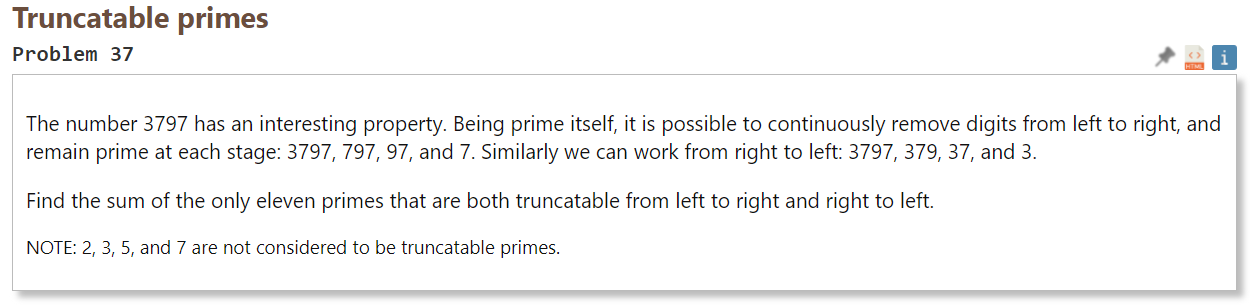 Truncatable primes
Problem 37
HTML
i
The number 3797 has an interesting property. Being prime itself, it is possible to continuously remove digits from left to right, and
remain prime at each stage: 3797, 797, 97, and 7. Similarly we can work from right to left: 3797, 379, 37, and 3.
Find the sum of the only eleven primes that are both truncatable from left to right and right to left.
NOTE: 2, 3, 5, and 7 are not considered to be truncatable primes.